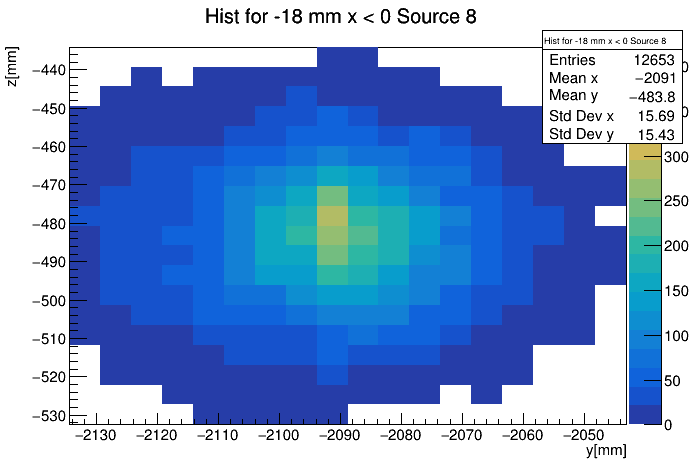 Hist for -18 mm x < 0 Source 8
Hist for -18 mm x < 0 Source 8
Entries 12653
Mean x −2091
Mean y −483.8
Std Dev x 15.69
Std Dev y 15.43
z[mm]
−440
−450
−460
−470
−480
−490
−500
−510
−520
−530
0
0
300
250
200
150
100
50
0
−2130 −2120 −2110 −2100 −2090 −2080 −2070 −2060 −2050
y[mm]